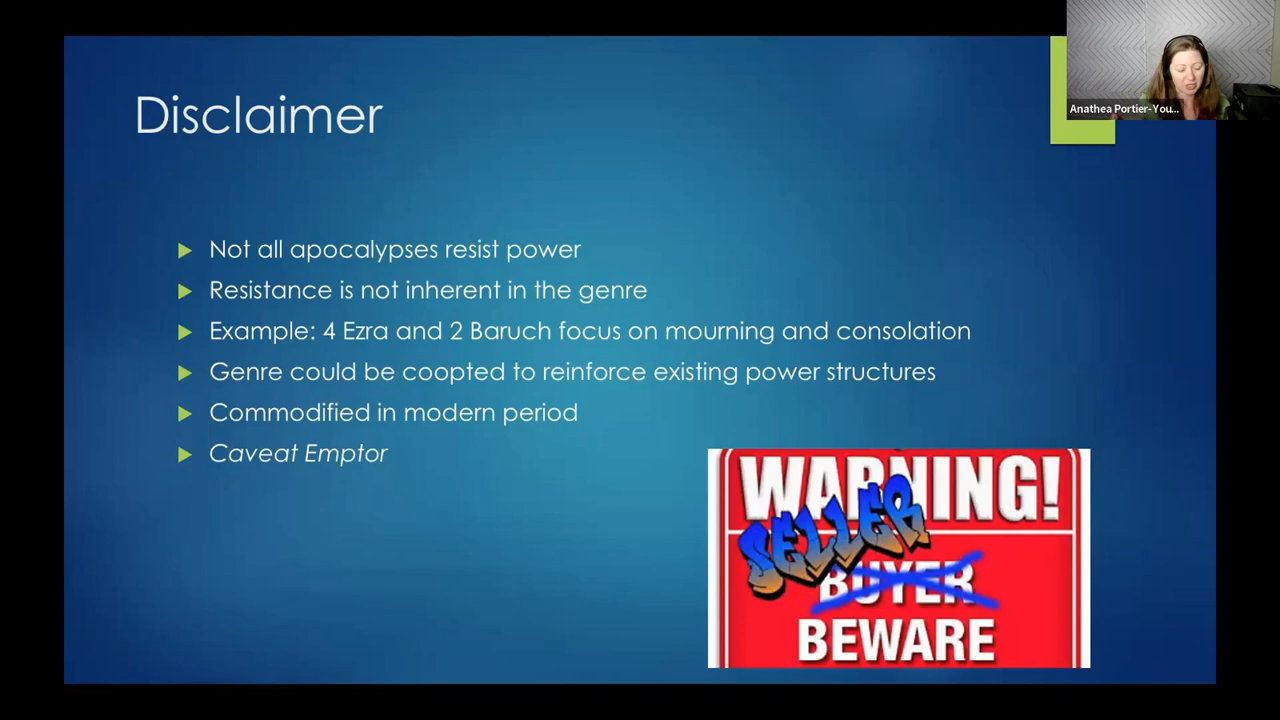 Disclaimer
Anathea Portier-You...
Not all apocalypses resist power
Resistance is not inherent in the genre
Example: 4 Ezra and 2 Baruch focus on mourning and consolation
Genre could be coopted to reinforce existing power structures
Commodified in modern period
Caveat Emptor
WARNING!
SELLER
BUYER
BEWARE